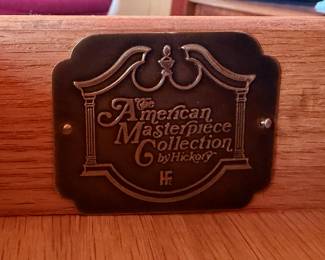 The
American
Masterpiece
Collection
by Hickory
HF